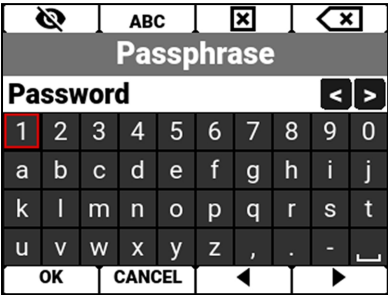 ABC
Passphrase
Password < >
1 2 3 4 5 6 7 8 9 0
a b c d e f g h i j
k l m n o p q r s t
u v w x y z , . -
OK CANCEL